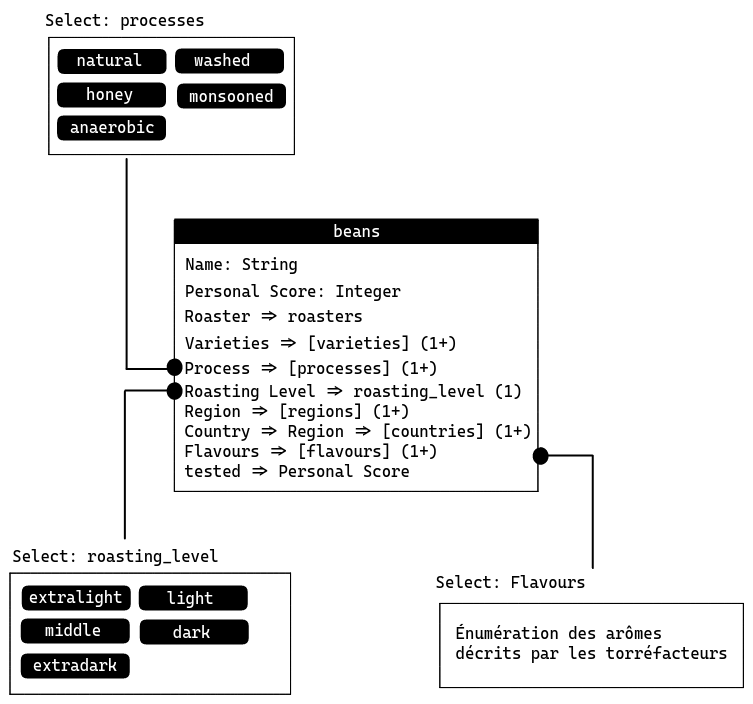 Select: processes
natural washed
honey monsooned
anaerobic
beans
Name: String
Personal Score: Integer
Roaster => roasters
Varieties => [varieties] (1+)
Process => [processes] (1+)
Roasting Level => roasting_level (1)
Region => [regions] (1+)
Country => Region => [countries] (1+)
Flavours => [flavours] (1+)
tested => Personal Score
Select: roasting_level
extralight light
middle dark
extradark
Select: Flavours
Énumération des arômes
décrits par les torréfacteurs